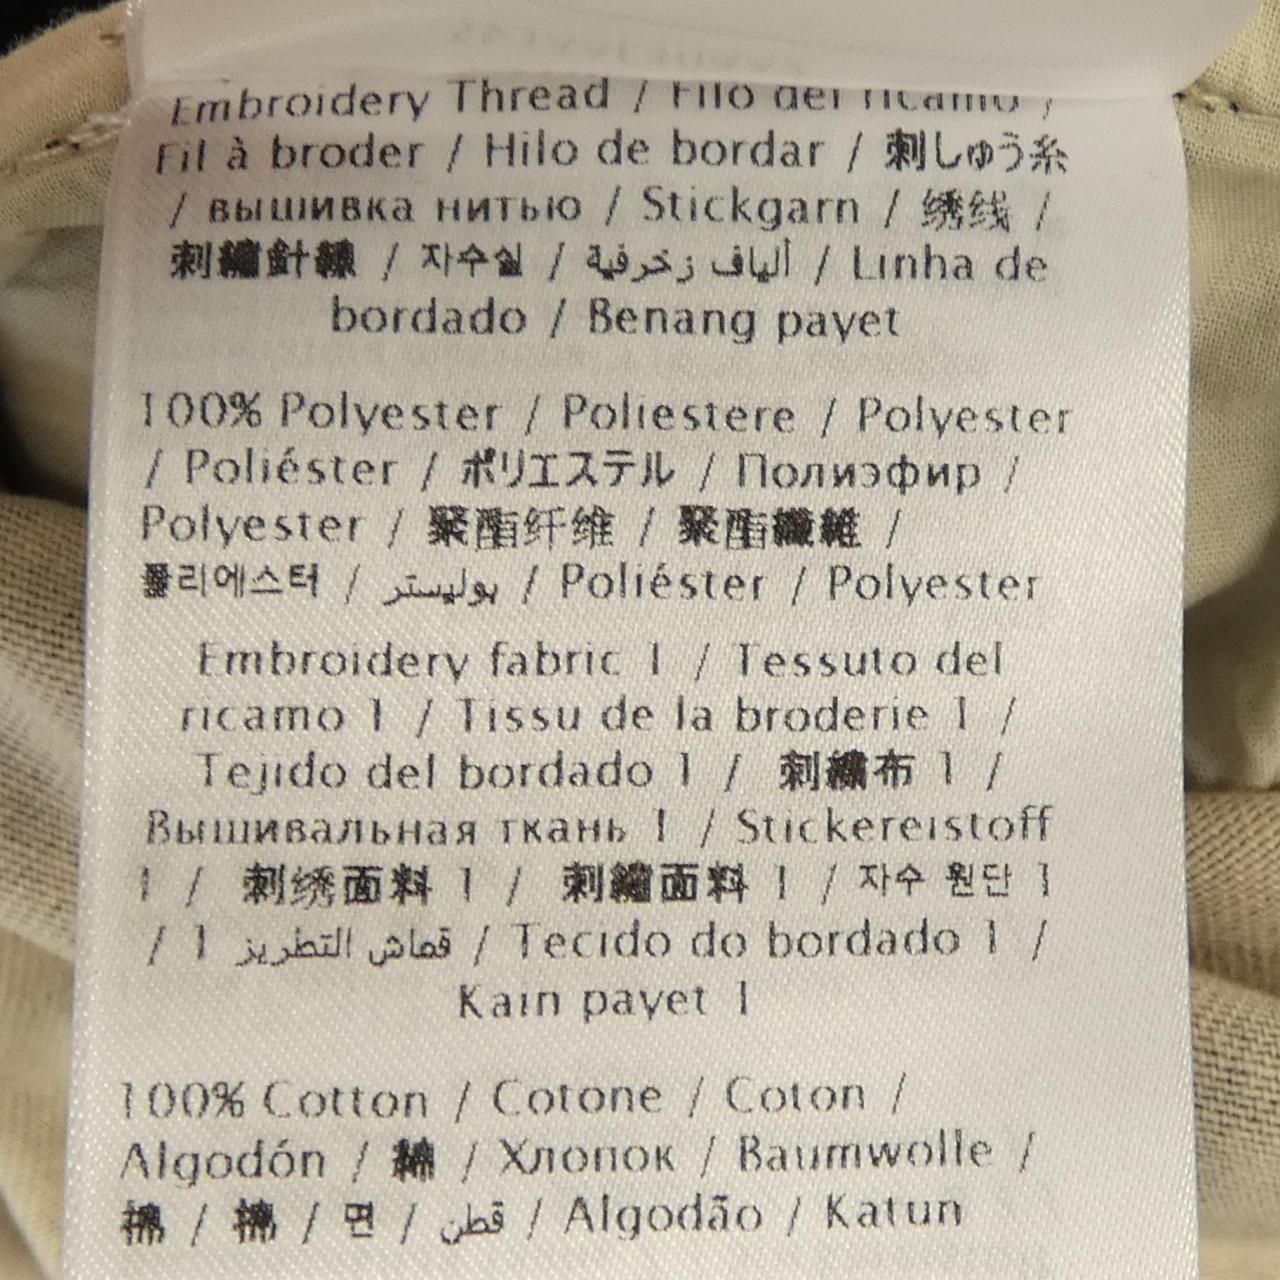 Embroidery Thread / Filo del ricamo /
Fil à broder / Hilo de bordar / 刺しゅう糸
/ вышивка нитью / Stickgarn / 绣线 /
刺繡針線 / 자수실 / ألياف زخرفية / Linha de
bordado / Benang payet
100% Polyester / Poliestere / Polyester
/ Poliéster / ポリエステル / Полиэфир /
Polyester / 聚酯纤维 / 聚酯纖維 /
폴리에스터 / بوليستر / Poliéster / Polyester
Embroidery fabric 1 / Tessuto del
ricamo 1 / Tissu de la broderie 1 /
Tejido del bordado 1 / 刺繡布 1 /
Вышивальная ткань 1 / Stickereistoff
1 / 刺绣面料 1 / 刺繡面料 1 / 자수 원단 1
/ قماش التطريز 1 / Tecido do bordado 1 /
Kain payet 1
100% Cotton / Cotone / Coton /
Algodón / 綿 / Хлопок / Baumwolle /
棉 / 棉 / 면 / قطن / Algodão / Katun